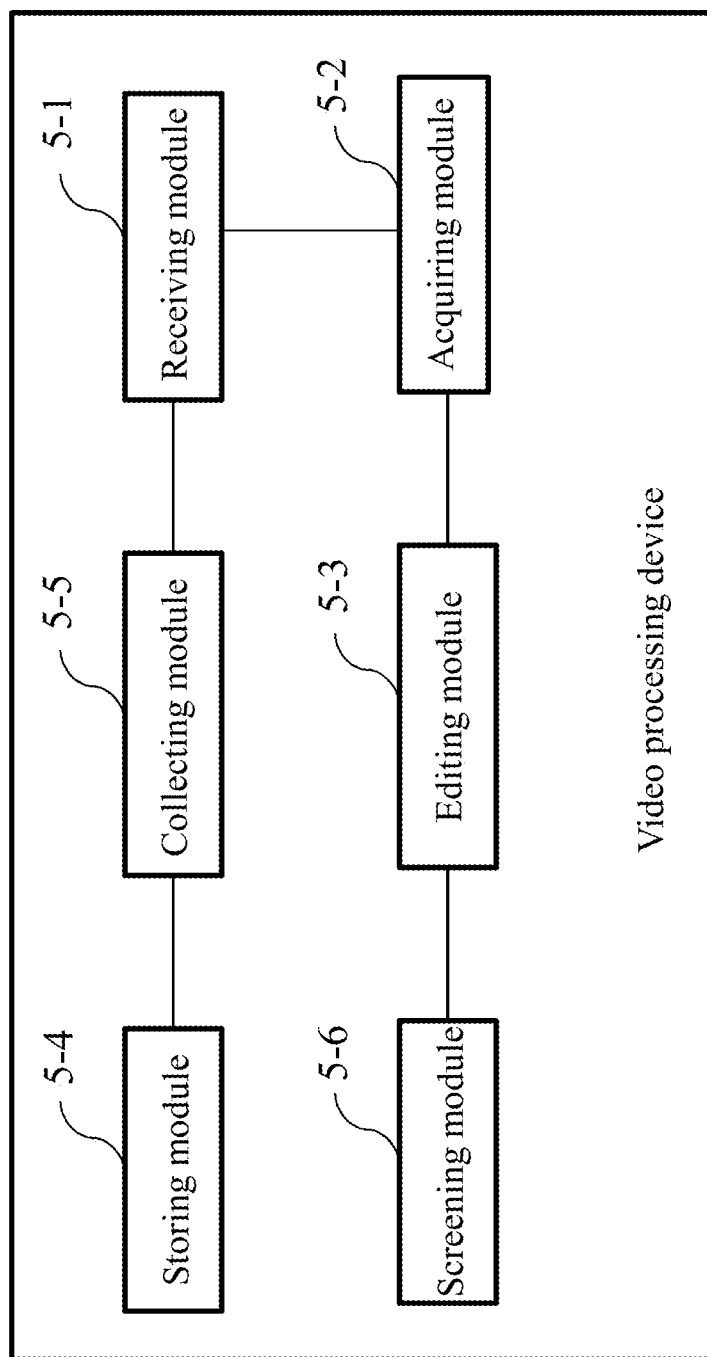 5-4
Storing module
5-5
Collecting module
5-1
Receiving module
5-6
Screening module
5-3
Editing module
5-2
Acquiring module
Video processing device